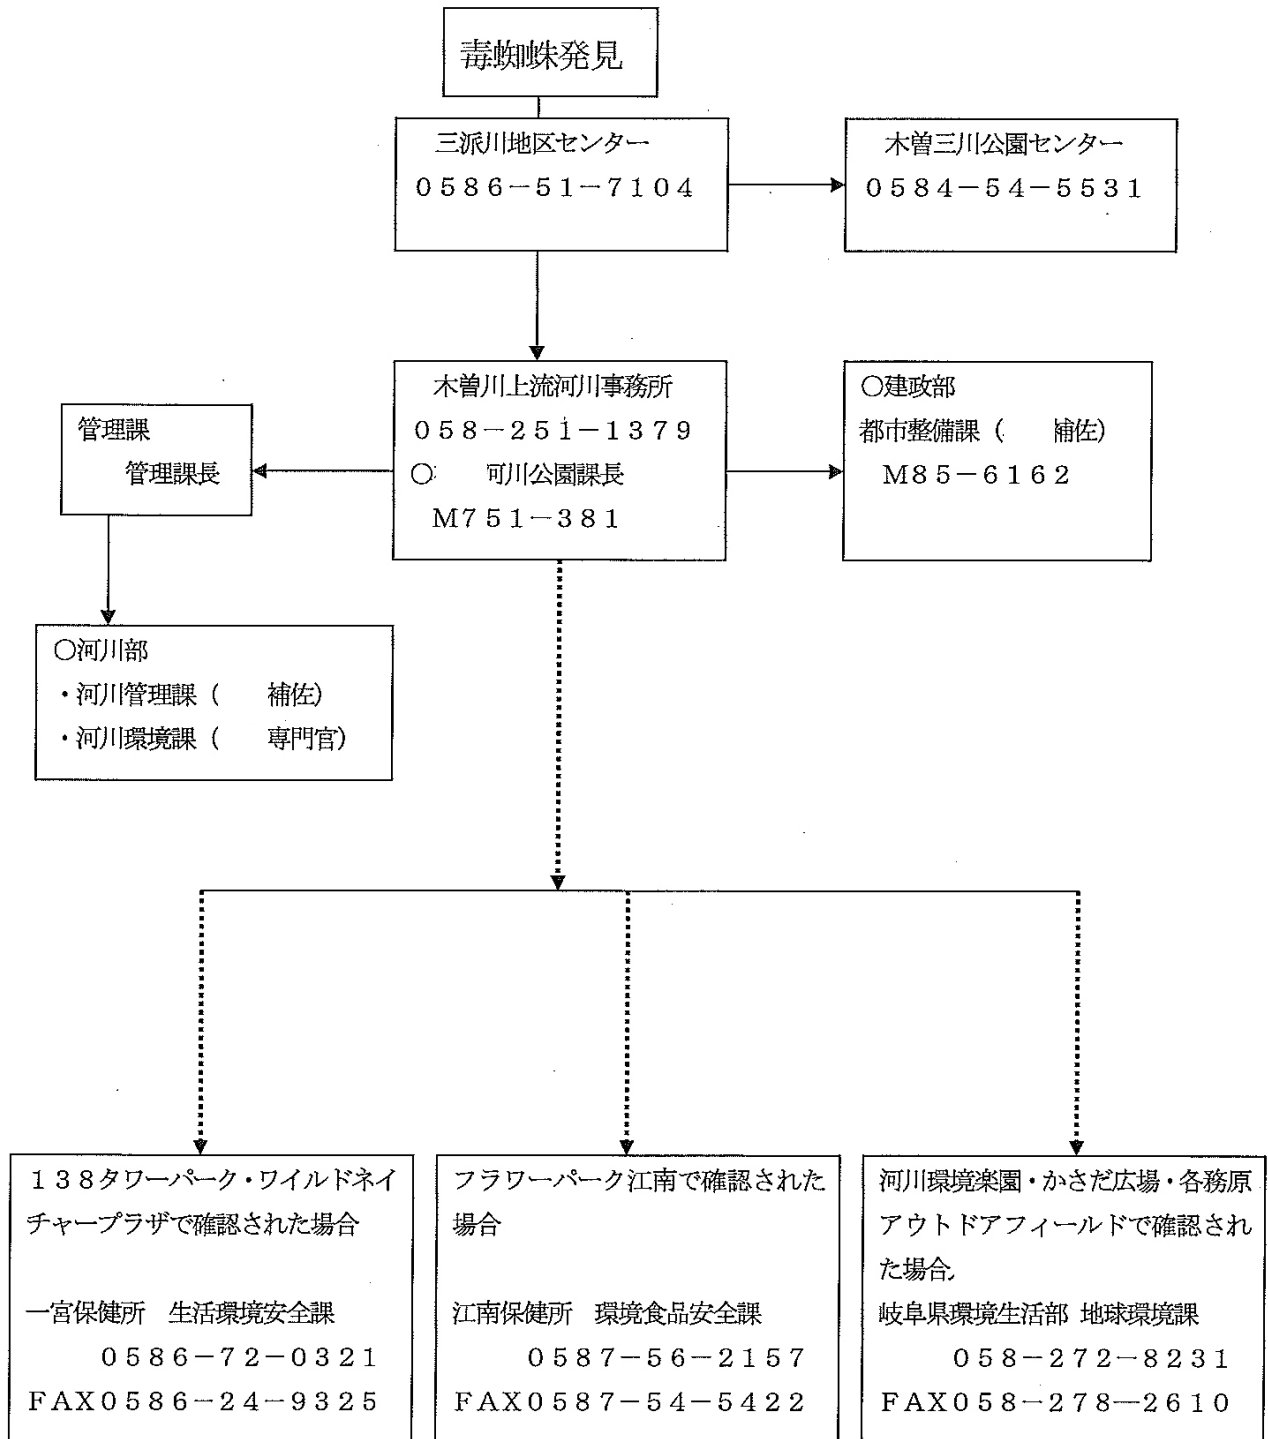 毒蜘蛛発見
三派川地区センター
０５８６－５１－７１０４
木曽三川公園センター
０５８４－５４－５５３１
木曽川上流河川事務所
０５８－２５１－１３７９
○　　河川公園課長
Ｍ７５１－３８１
○建政部
都市整備課（　　補佐）
Ｍ８５－６１６２
管理課
管理課長
○河川部
・河川管理課（　　補佐）
・河川環境課（　　専門官）
１３８タワーパーク・ワイルドネイ
チャープラザで確認された場合
一宮保健所　生活環境安全課
０５８６－７２－０３２１
ＦＡＸ０５８６－２４－９３２５
フラワーパーク江南で確認された
場合
江南保健所　環境食品安全課
０５８７－５６－２１５７
ＦＡＸ０５８７－５４－５４２２
河川環境楽園・かさだ広場・各務原
アウトドアフィールドで確認され
た場合
岐阜県環境生活部 地球環境課
０５８－２７２－８２３１
ＦＡＸ０５８－２７８－２６１０